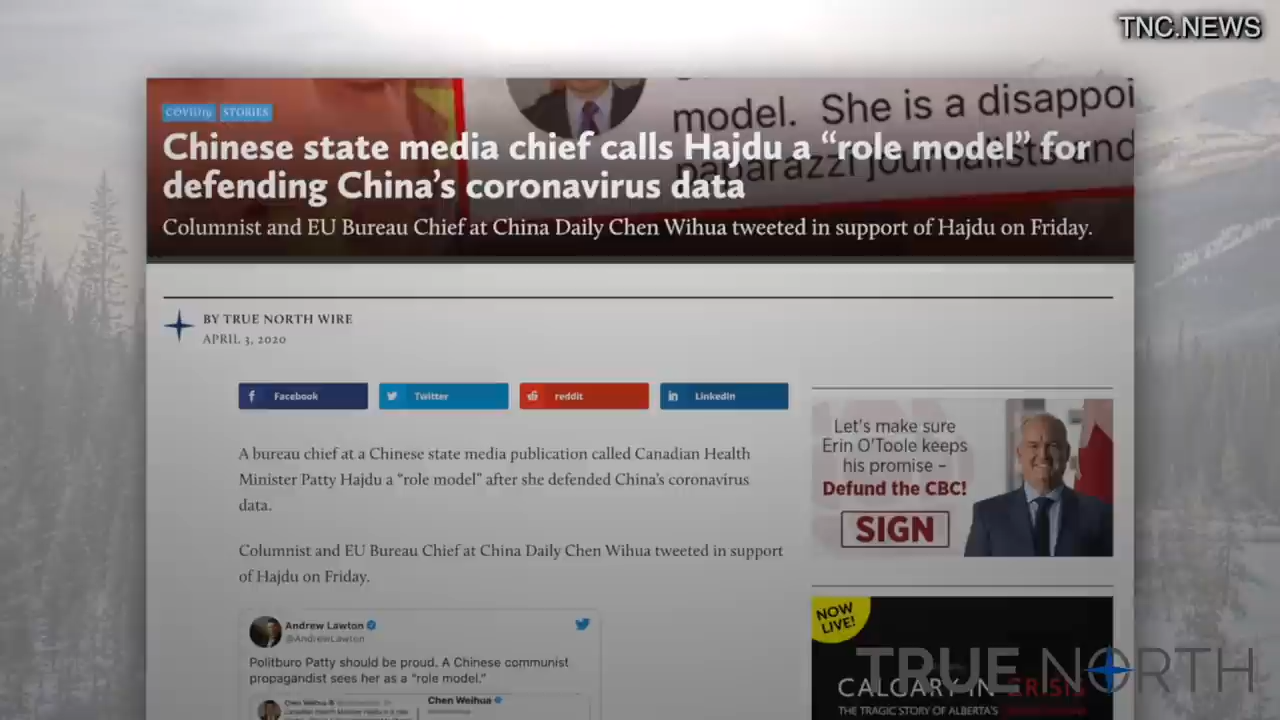 TNC.NEWS
model. She is a disappoi
COVID19 STORIES
Chinese state media chief calls Hajdu a “role model” for
paparazzi journalists and
defending China’s coronavirus data
Columnist and EU Bureau Chief at China Daily Chen Wihua tweeted in support of Hajdu on Friday.
BY TRUE NORTH WIRE
APRIL 3, 2020
Facebook Twitter reddit LinkedIn
A bureau chief at a Chinese state media publication called Canadian Health
Minister Patty Hajdu a “role model” after she defended China’s coronavirus
data.
Columnist and EU Bureau Chief at China Daily Chen Wihua tweeted in support
of Hajdu on Friday.
Andrew Lawton
@AndrewLawton
Politburo Patty should be proud. A Chinese communist
propagandist sees her as a “role model.”
Chen Weihua
Chen Weihua
Let’s make sure
Erin O’Toole keeps
his promise –
Defund the CBC!
SIGN
NOW
LIVE!
CALGARY IN CRISIS
THE TRAGIC STORY OF ALBERTA’S
TRUE NORTH